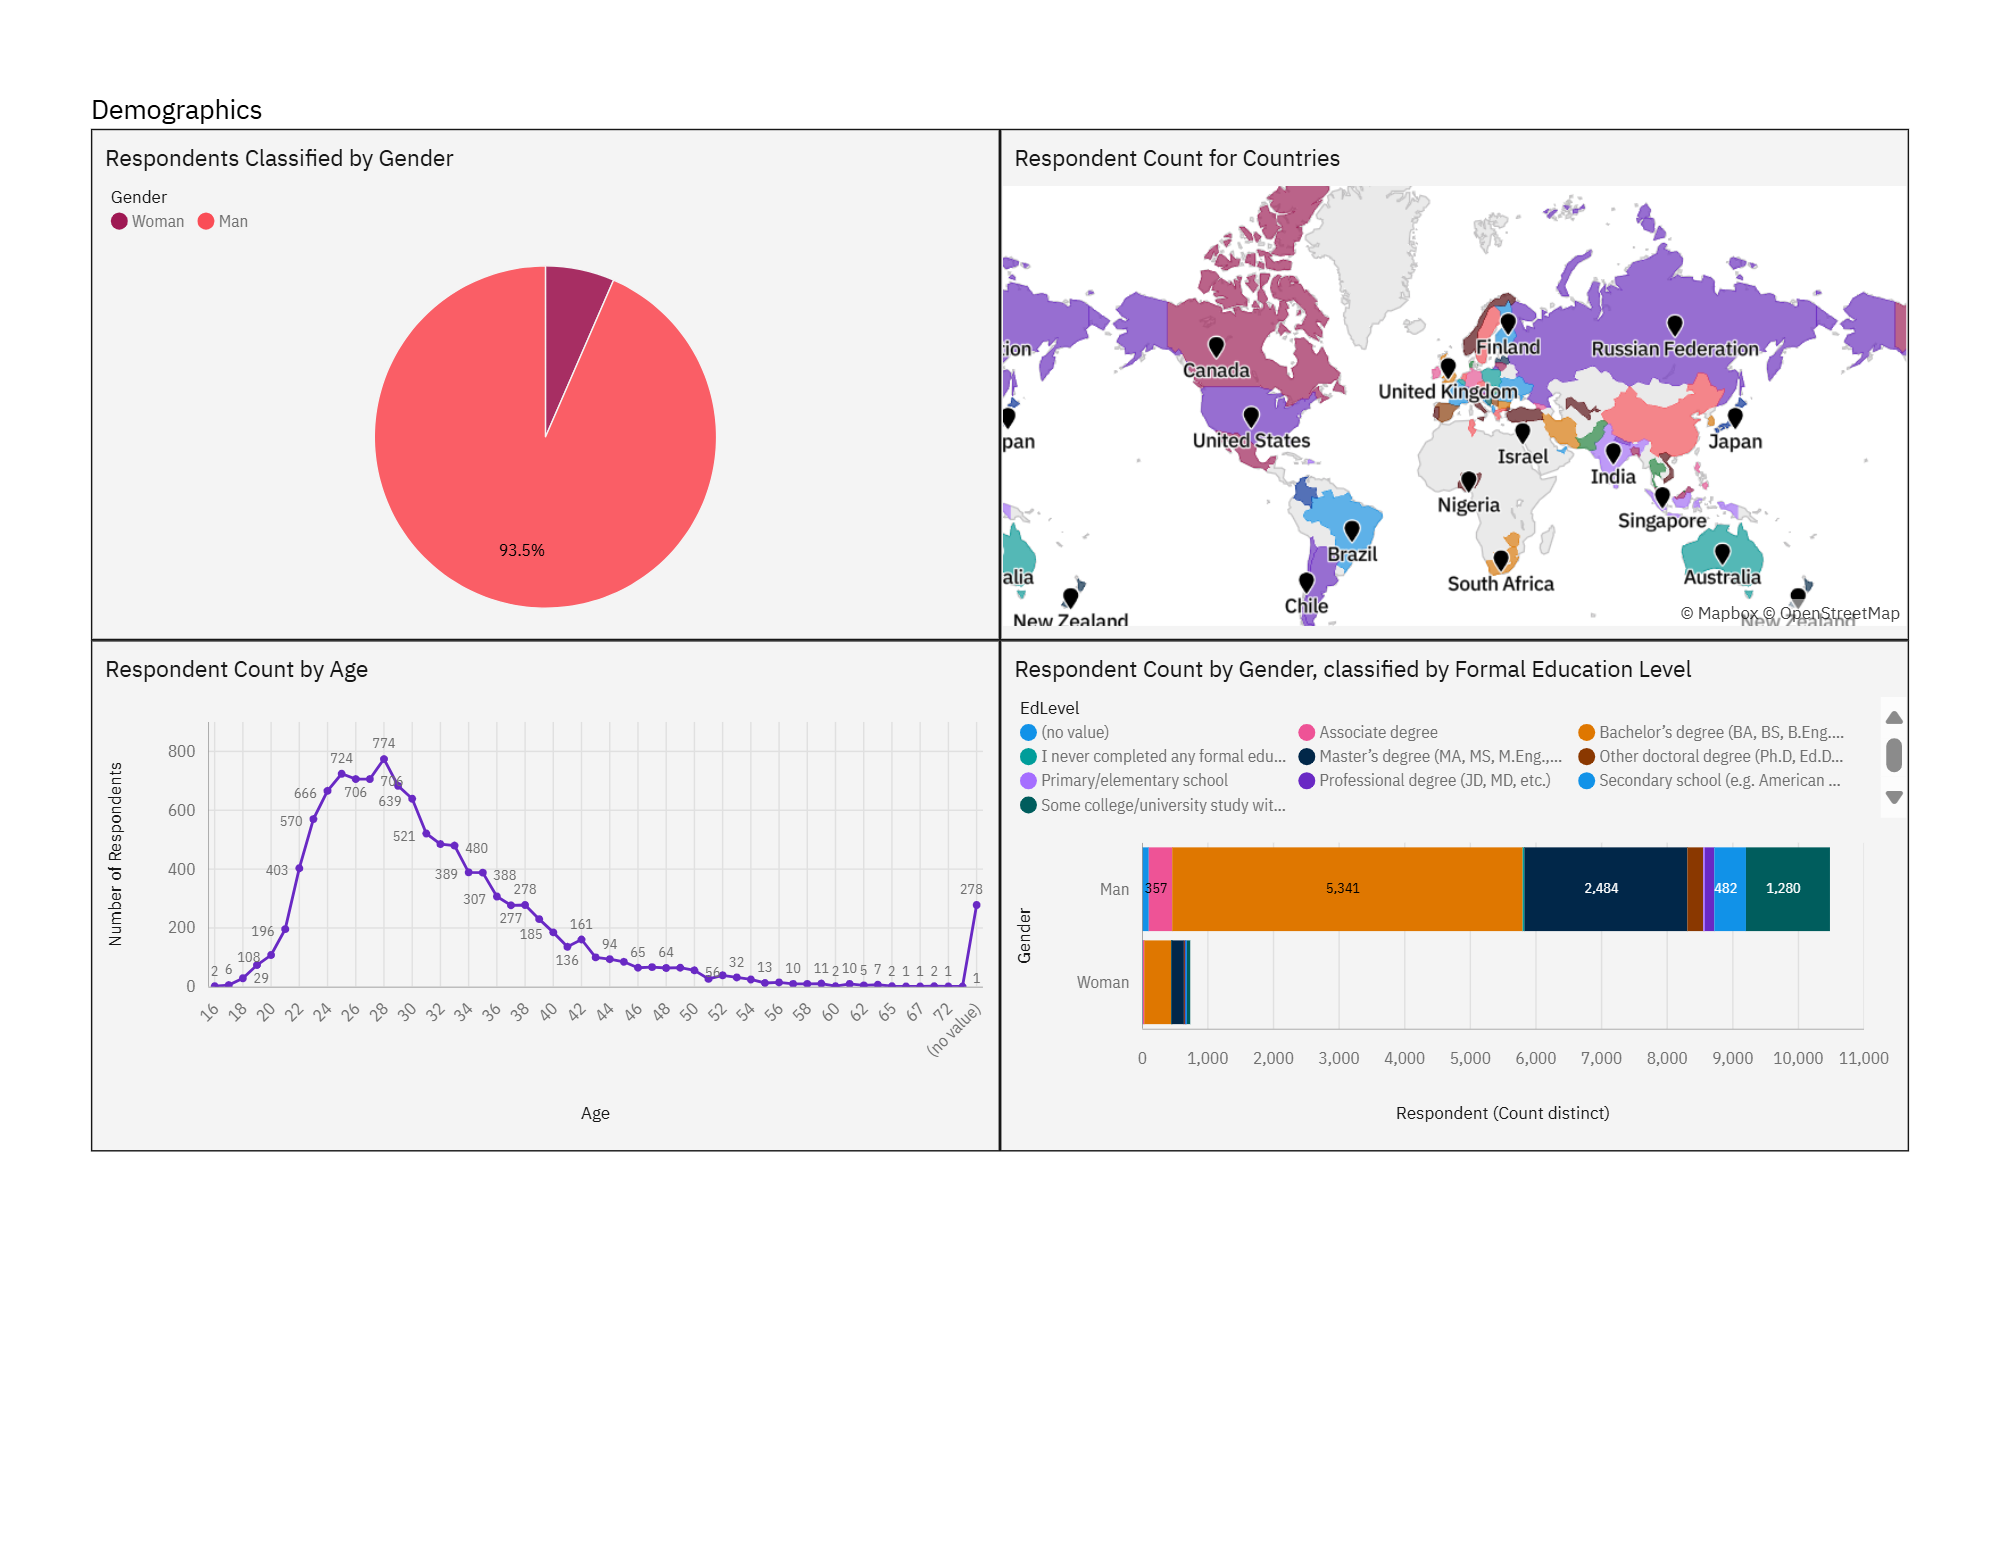 Demographics
Respondents Classified by Gender
Gender
Woman Man
93.5%
Respondent Count for Countries
Canada
United States
Finland
Russian Federation
United Kingdom
Israel
Japan
India
Nigeria
Singapore
Brazil
South Africa
Australia
Chile
New Zealand
ion
pan
alia
New Zealand
© Mapbox © OpenStreetMap
Respondent Count by Age
Number of Respondents
800
600
400
200
0
2 6 29 108 196 403 570 666 724 706 774 706 639 521 480 389 388 307 277 278 185 136 161 94 65 64 56 32 13 10 11 2 10 5 7 2 1 1 2 1 1 278
16 18 20 22 24 26 28 30 32 34 36 38 40 42 44 46 48 50 52 54 56 58 60 62 65 67 72 (no value)
Age
Respondent Count by Gender, classified by Formal Education Level
EdLevel
(no value) Associate degree Bachelor’s degree (BA, BS, B.Eng....
I never completed any formal edu... Master’s degree (MA, MS, M.Eng.,... Other doctoral degree (Ph.D, Ed.D...
Primary/elementary school Professional degree (JD, MD, etc.) Secondary school (e.g. American ...
Some college/university study wit...
Gender
Man 357 5,341 2,484 482 1,280
Woman
0 1,000 2,000 3,000 4,000 5,000 6,000 7,000 8,000 9,000 10,000 11,000
Respondent (Count distinct)